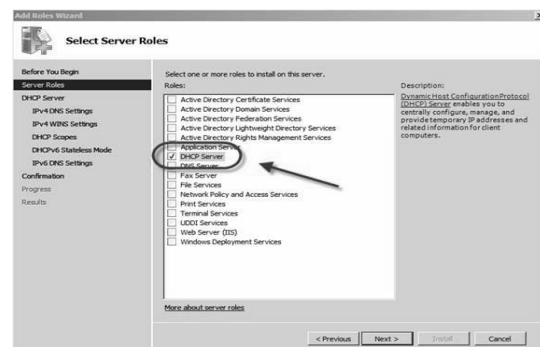 Add Roles Wizard
Select Server Roles
Before You Begin
Server Roles
DHCP Server
IPv4 DNS Settings
IPv4 WINS Settings
DHCP Scopes
DHCPv6 Stateless Mode
IPv6 DNS Settings
Confirmation
Progress
Results
Select one or more roles to install on this server.
Roles:
Active Directory Certificate Services
Active Directory Domain Services
Active Directory Federation Services
Active Directory Lightweight Directory Services
Active Directory Rights Management Services
Application Server
DHCP Server
DNS Server
Fax Server
File Services
Network Policy and Access Services
Print Services
Terminal Services
UDDI Services
Web Server (IIS)
Windows Deployment Services
More about server roles
Description:
Dynamic Host Configuration Protocol
(DHCP) Server enables you to
centrally configure, manage, and
provide temporary IP addresses and
related information for client
computers.
< Previous
Next >
Install
Cancel